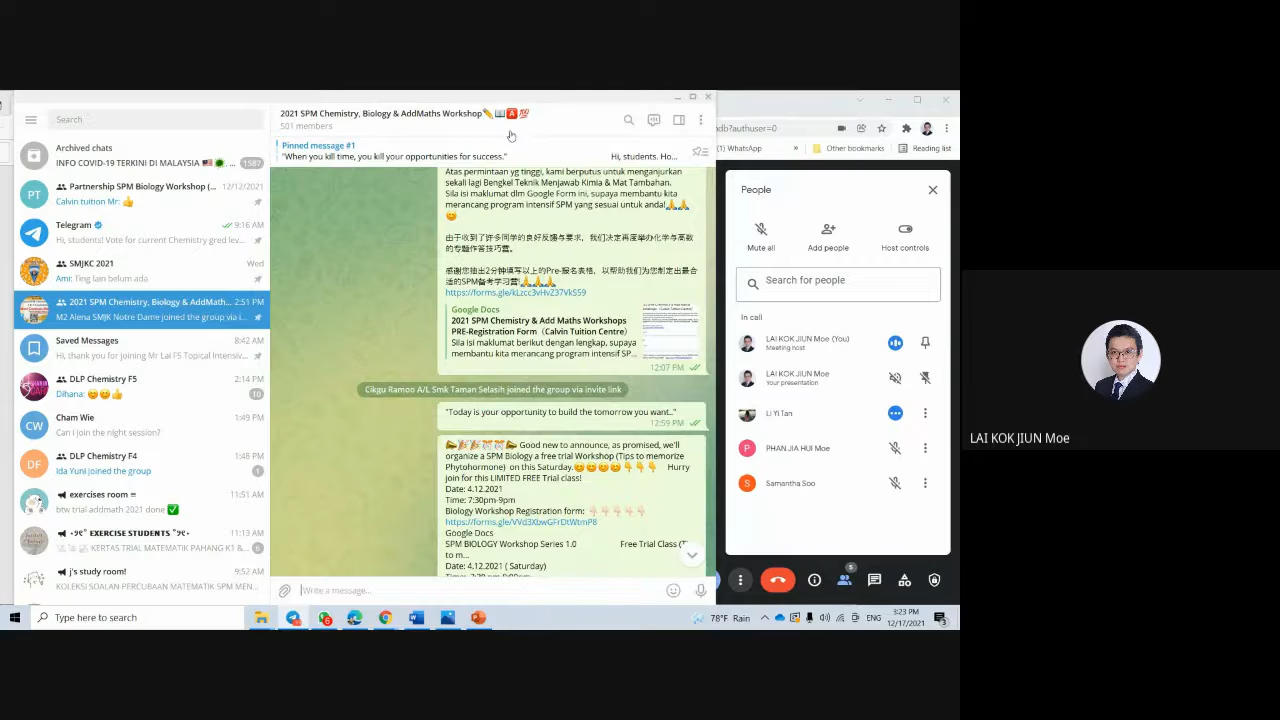 Search
Archived chats
INFO COVID-19 TERKINI DI MALAYSIA
1587
PT
Partnership SPM Biology Workshop (...
12/12/2021
Calvin tuition Mr: 👍
Telegram
9:16 AM
Hi, students! Vote for current Chemistry gred lev...
SMJKC 2021
Wed
Ami: Ting lain belum ada
2021 SPM Chemistry, Biology & AddMath...
2:51 PM
M2 Alena SMJK Notre Dame joined the group via i...
Saved Messages
8:42 AM
Hi, thank you for joining Mr Lai F5 Topical Intensiv...
DLP Chemistry F5
2:14 PM
Dihana: 😊😊👍
10
CW
Cham Wie
1:49 PM
Can i join the night session?
DF
DLP Chemistry F4
1:48 PM
Ida Yuni joined the group
1
exercises room =
11:51 AM
btw trial addmath 2021 done ✅
EXERCISE STUDENTS
11:13 AM
KERTAS TRIAL MATEMATIK PAHANG K1 &...
6
j's study room!
9:52 AM
KOLEKSI SOALAN PERCUBAAN MATEMATIK SPM MEN...
2021 SPM Chemistry, Biology & AddMaths Workshop✏️📖🅰💯
501 members
Pinned message #1
"When you kill time, you kill your opportunities for success." Hi, students. Ho...
Atas permintaan yg tinggi, kami berputus untuk menganjurkan
sekali lagi Bengkel Teknik Menjawab Kimia & Mat Tambahan.
Sila isi maklumat dlm Google Form ini, supaya membantu kita
merancang program intensif SPM yang sesuai untuk anda!🙏🙏
😊
由于收到了许多同学的良好反馈与要求，我们决定再度举办化学与高数
的专题作答技巧营。
感谢您抽出2分钟填写以上的Pre-报名表格，以帮助我们为您制定出最合
适的SPM备考学习营!🙏🙏🙏
https://forms.gle/kLzcc3vHvZ37VkS59
Google Docs
2021 SPM Chemistry & Add Maths Workshops
PRE-Registration Form（Calvin Tuition Centre）
Sila isi maklumat berikut dengan lengkap, supaya
membantu kita merancang program intensif SP...
12:07 PM
Cikgu Ramoo A/L Smk Taman Selasih joined the group via invite link
"Today is your opportunity to build the tomorrow you want.."
12:59 PM
Good new to announce, as promised, we'll
organize a SPM Biology a free trial Workshop (Tips to memorize
Phytohormone) on this Saturday.😊😊😊😊👇👇👇 Hurry
join for this LIMITED FREE Trial class!
Date: 4.12.2021
Time: 7:30pm-9pm
Biology Workshop Registration form: 👇🏻👇🏻👇🏻👇🏻
https://forms.gle/VVd3XbwGFrDtWtmP8
Google Docs
SPM BIOLOGY Workshop Series 1.0 Free Trial Class (T
to m...
Date: 4.12.2021 ( Saturday)
Write a message...
ndb?authuser=0
(1) WhatsApp
»
Other bookmarks
Reading list
People
Mute all
Add people
Host controls
Search for people
In call
LAI KOK JIUN Moe (You)
Meeting host
LAI KOK JIUN Moe
Your presentation
Li Yi Tan
P
PHAN JIA HUI Moe
S
Samantha Soo
5
LAI KOK JIUN Moe
Type here to search
6
78°F Rain
ENG
3:23 PM
12/17/2021
3